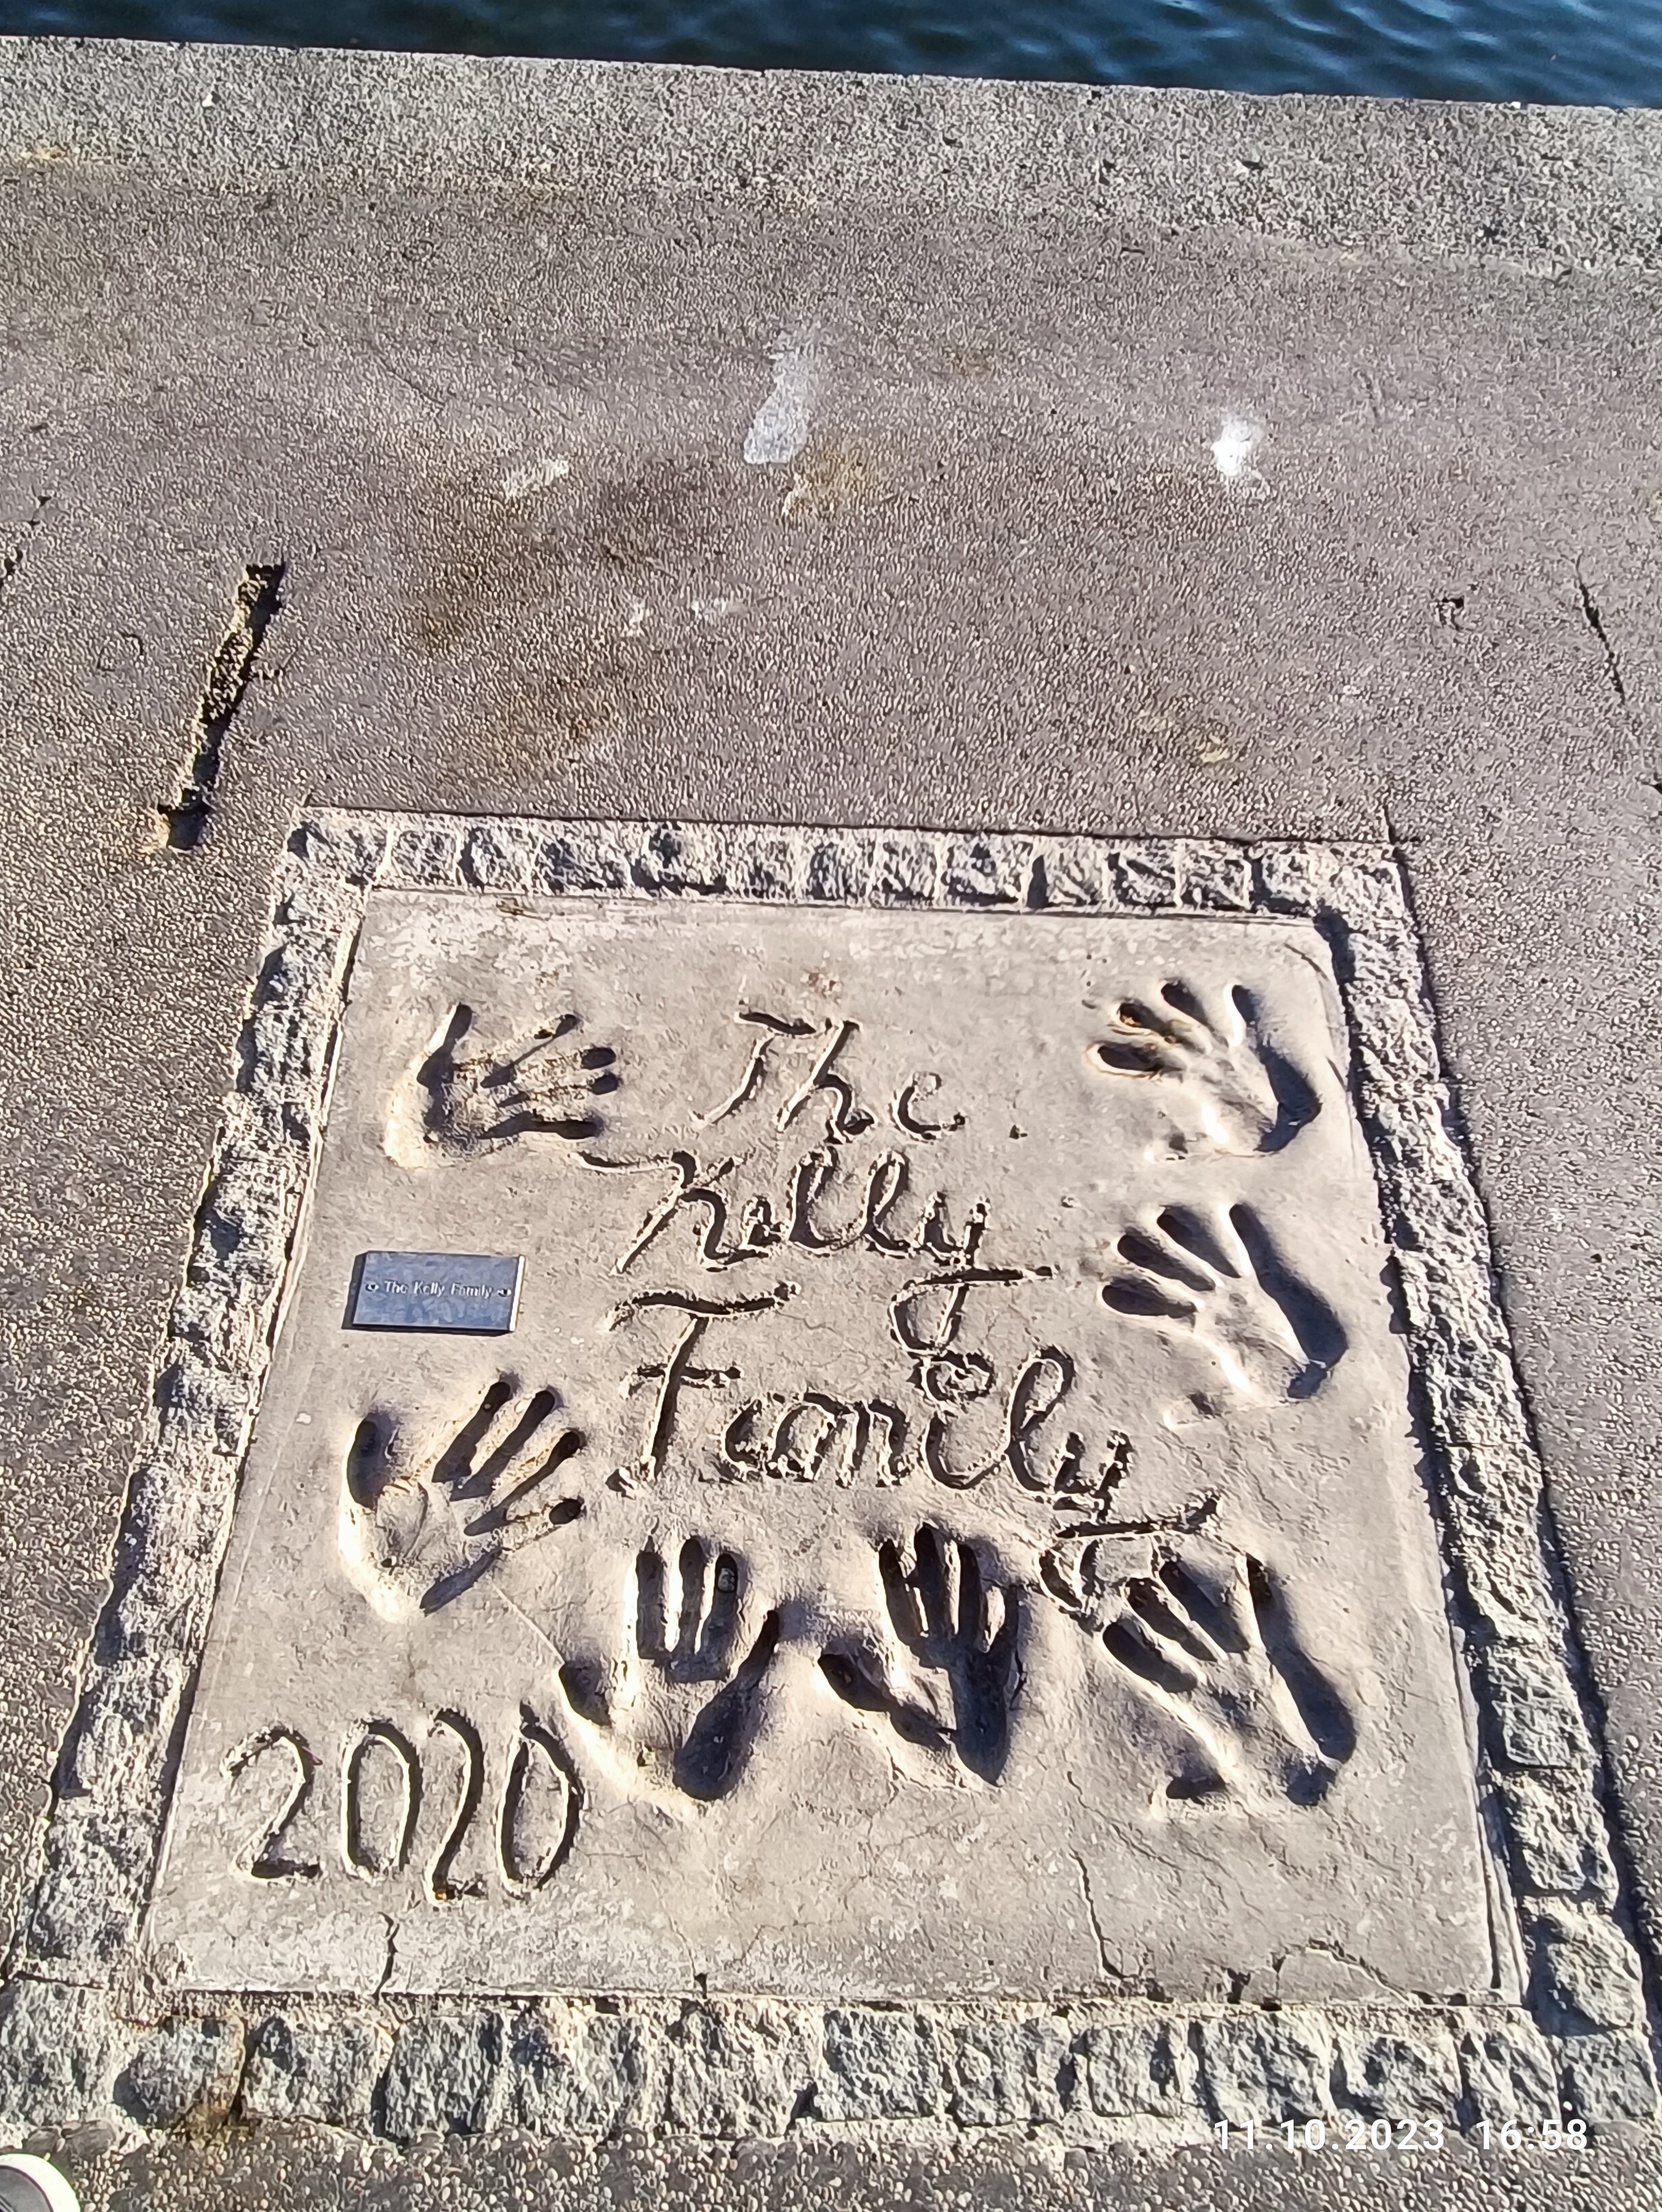 The
Kelly
Family
The Kelly Family
2020
11.10.2023 16:58